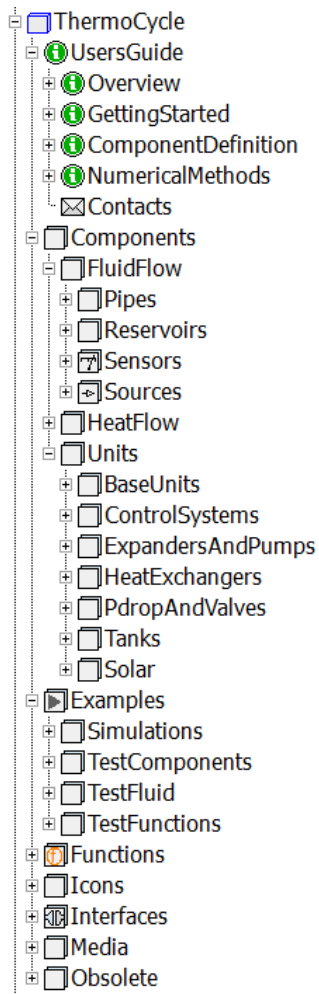 ThermoCycle
UsersGuide
Overview
GettingStarted
ComponentDefinition
NumericalMethods
Contacts
Components
FluidFlow
Pipes
Reservoirs
Sensors
Sources
HeatFlow
Units
BaseUnits
ControlSystems
ExpandersAndPumps
HeatExchangers
PdropAndValves
Tanks
Solar
Examples
Simulations
TestComponents
TestFluid
TestFunctions
Functions
Icons
Interfaces
Media
Obsolete